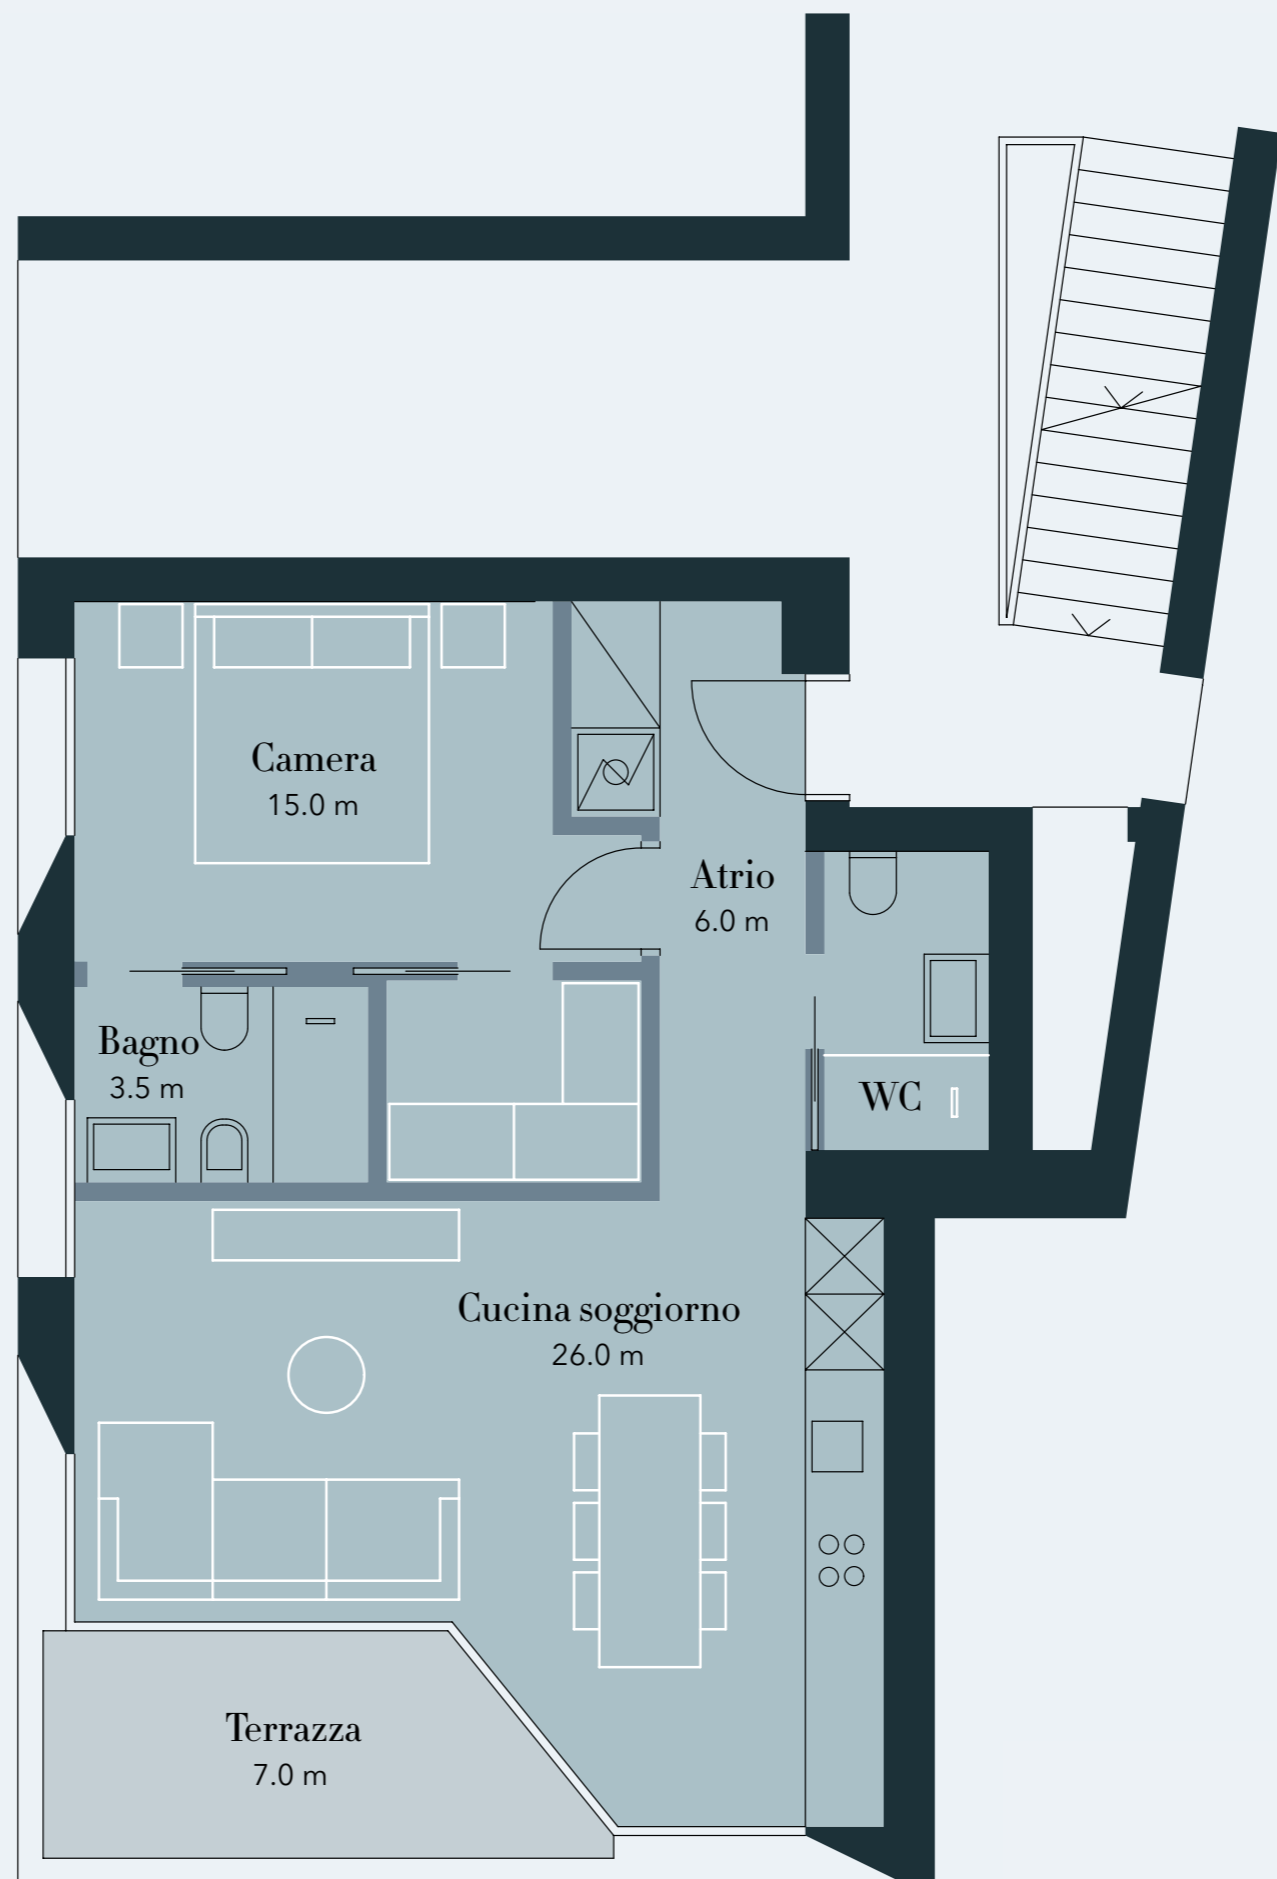 Camera
15.0 m
Atrio
6.0 m
Bagno
3.5 m
WC
Cucina soggiorno
26.0 m
Terrazza
7.0 m